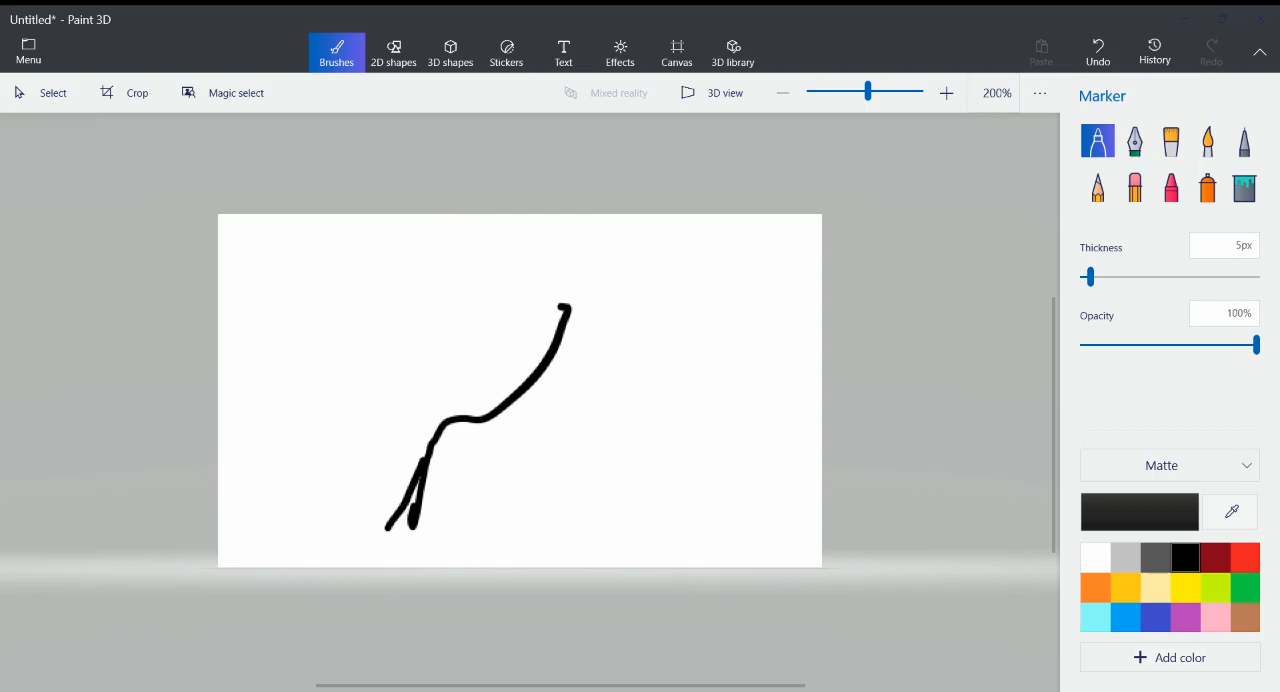 Untitled* - Paint 3D
Menu
Brushes 2D shapes 3D shapes Stickers Text Effects Canvas 3D library Paste Undo History Redo
Select Crop Magic select Mixed reality 3D view 200% ...
Marker
Thickness 5px
Opacity 100%
Matte
+ Add color